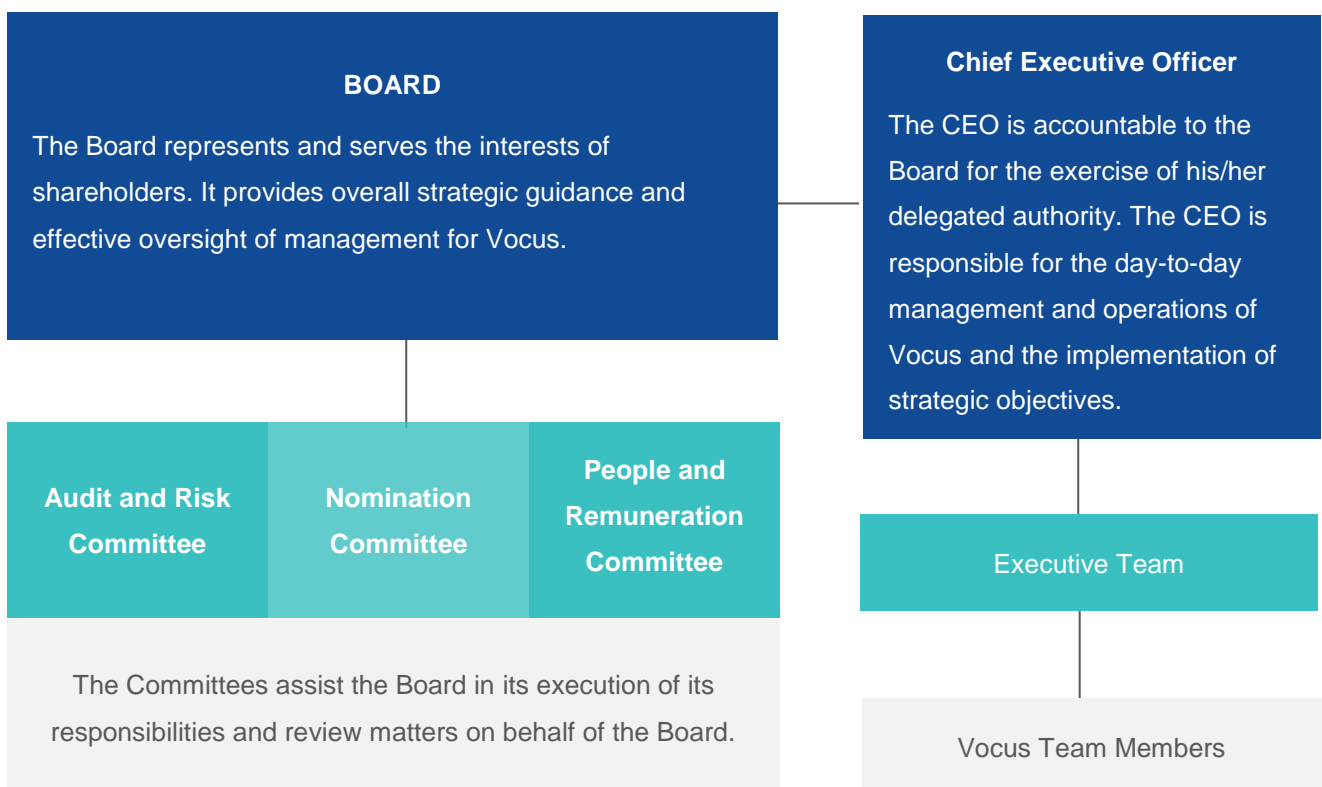 BOARD
The Board represents and serves the interests of
shareholders. It provides overall strategic guidance and
effective oversight of management for Vocus.
Chief Executive Officer
The CEO is accountable to the
Board for the exercise of his/her
delegated authority. The CEO is
responsible for the day-to-day
management and operations of
Vocus and the implementation of
strategic objectives.
Audit and Risk
Committee
Nomination
Committee
People and
Remuneration
Committee
The Committees assist the Board in its execution of its
responsibilities and review matters on behalf of the Board.
Executive Team
Vocus Team Members